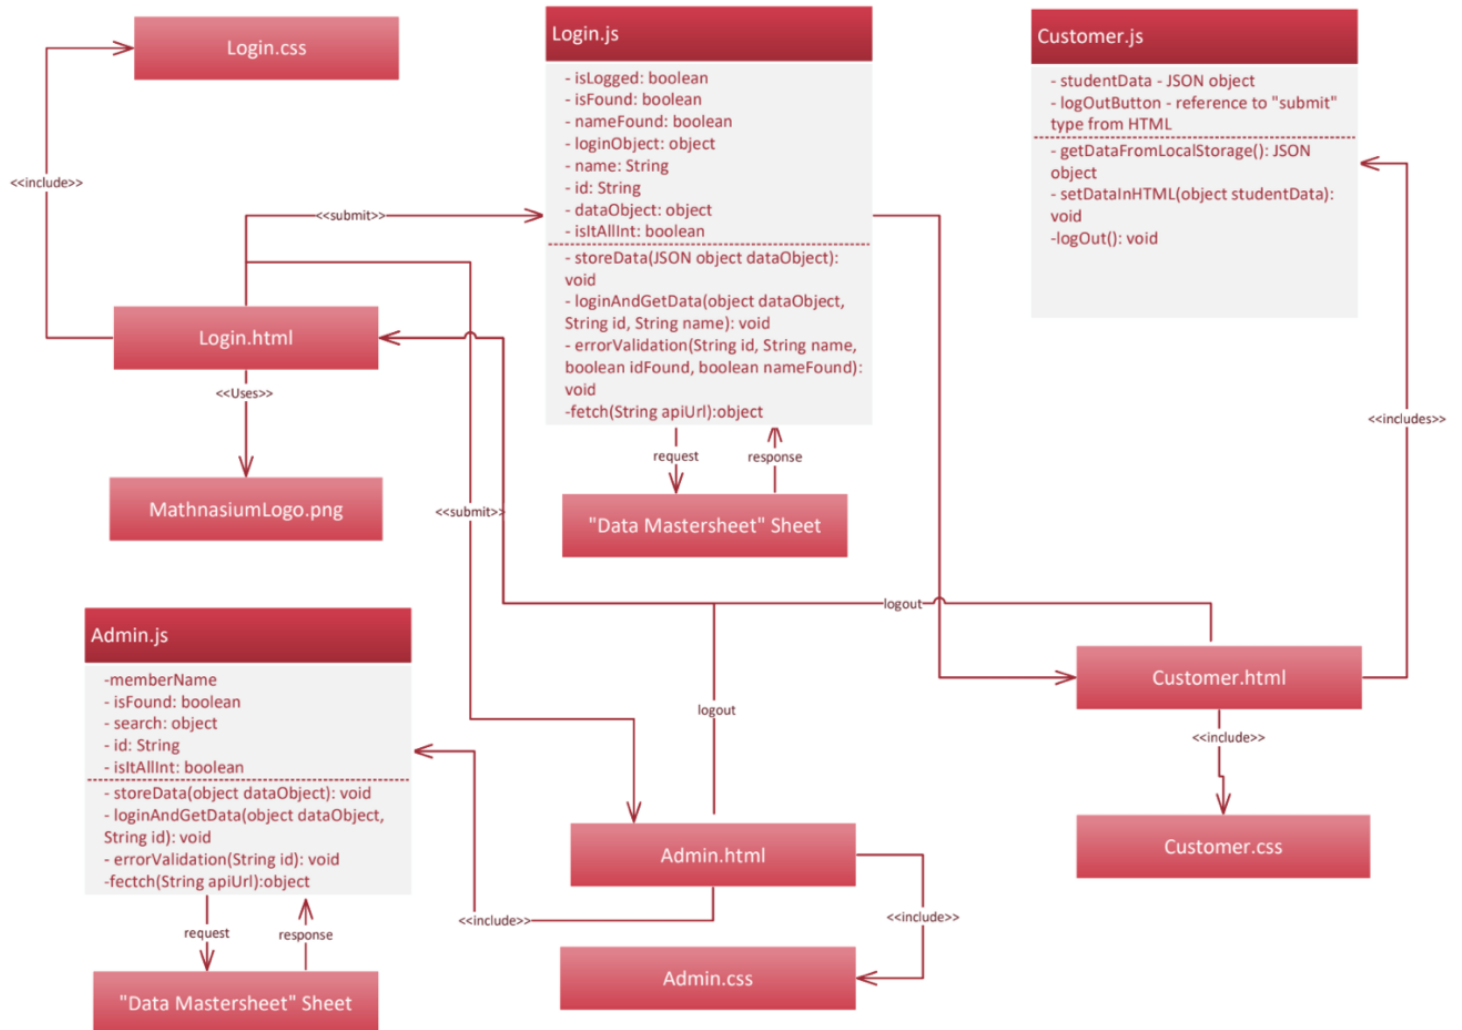 Login.css
<<include>>
Login.js
- isLogged: boolean
- isFound: boolean
- nameFound: boolean
- loginObject: object
- name: String
- id: String
- dataObject: object
- isItAllInt: boolean
- storeData(JSON object dataObject):
void
- loginAndGetData(object dataObject,
String id, String name): void
- errorValidation(String id, String name,
boolean idFound, boolean nameFound):
void
-fetch(String apiUrl):object
Customer.js
- studentData - JSON object
- logOutButton - reference to "submit"
type from HTML
- getDataFromLocalStorage(): JSON
object
- setDataInHTML(object studentData):
void
-logOut(): void
<<submit>>
Login.html
<<Uses>>
MathnasiumLogo.png
<<submit>>
request
response
"Data Mastersheet" Sheet
<<includes>>
logout
logout
Customer.html
<<include>>
Customer.css
Admin.js
-memberName
- isFound: boolean
- search: object
- id: String
- isItAllInt: boolean
- storeData(object dataObject): void
- loginAndGetData(object dataObject,
String id): void
- errorValidation(String id): void
-fectch(String apiUrl):object
request
response
"Data Mastersheet" Sheet
Admin.html
<<include>>
<<include>>
Admin.css